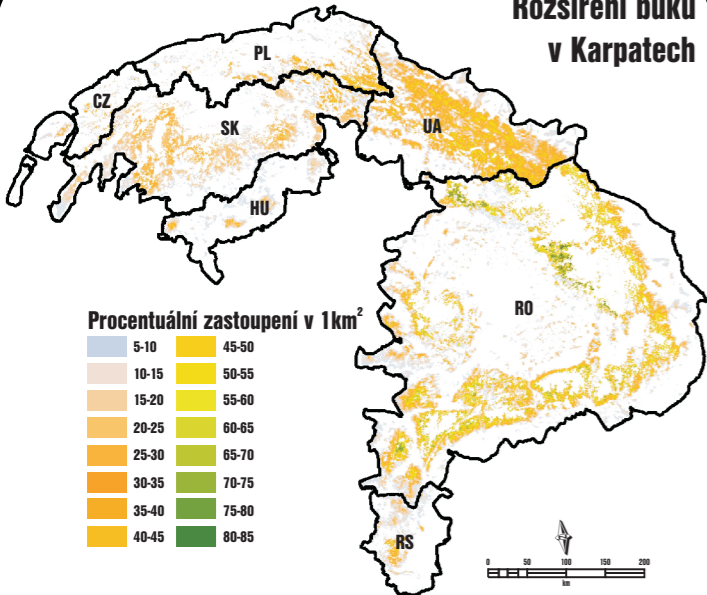 Rozšíření buku
v Karpatech
PL
CZ
SK
UA
HU
RO
RS
Procentuální zastoupení v 1km²
5-10 45-50
10-15 50-55
15-20 55-60
20-25 60-65
25-30 65-70
30-35 70-75
35-40 75-80
40-45 80-85
0 50 100 150 200
km